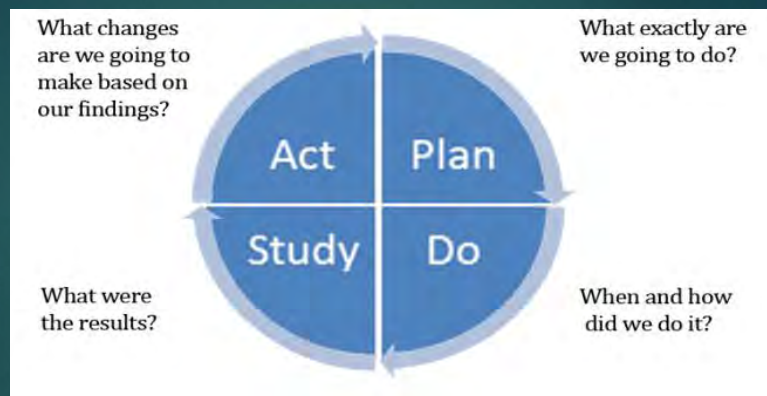 What changes
are we going to
make based on
our findings?
What exactly are
we going to do?
Act
Plan
Study
Do
What were
the results?
When and how
did we do it?